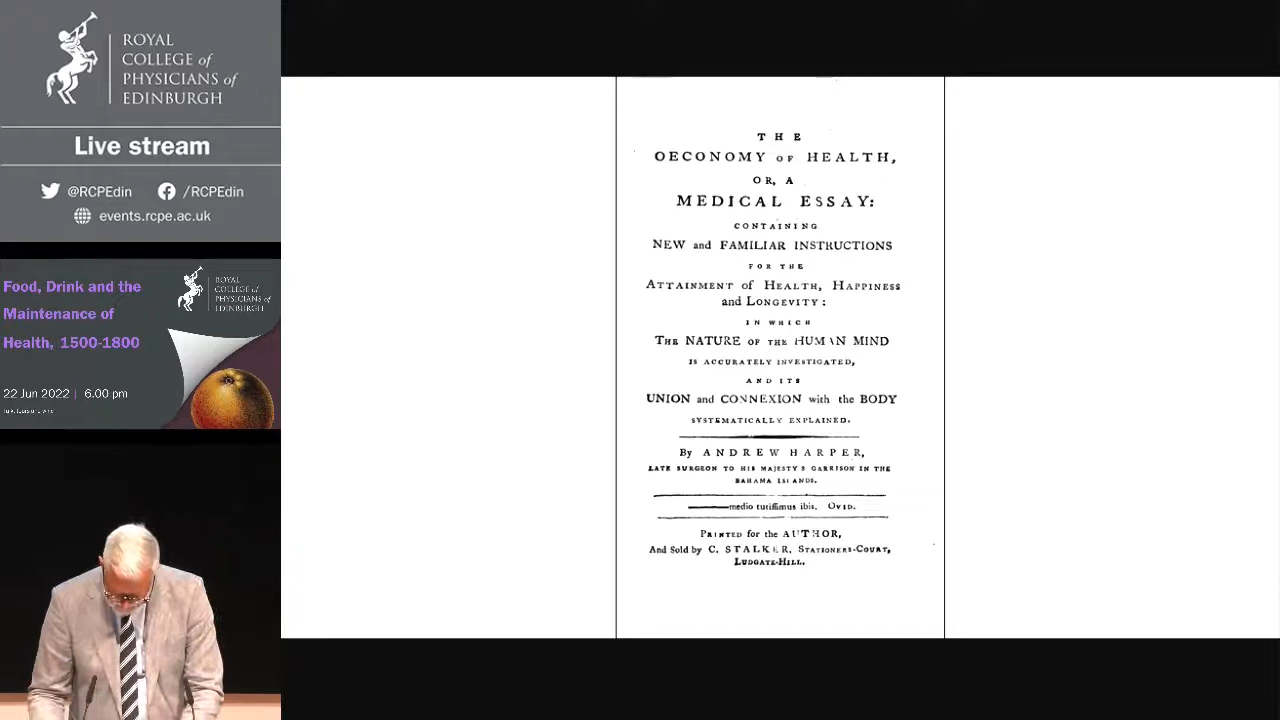 ROYAL
COLLEGE of
PHYSICIANS of
EDINBURGH
Live stream
@RCPEdin /RCPEdin
events.rcpe.ac.uk
Food, Drink and the
Maintenance of
Health, 1500-1800
ROYAL
COLLEGE of
PHYSICIANS of
EDINBURGH
22 Jun 2022 | 6.00 pm
THE
OECONOMY OF HEALTH,
OR, A
MEDICAL ESSAY:
CONTAINING
NEW and FAMILIAR INSTRUCTIONS
FOR THE
ATTAINMENT of HEALTH, HAPPINESS
and LONGEVITY:
IN WHICH
THE NATURE OF THE HUMAN MIND
IS ACCURATELY INVESTIGATED,
AND ITS
UNION and CONNEXION with the BODY
SYSTEMATICALLY EXPLAINED.
By ANDREW HARPER,
LATE SURGEON TO HIS MAJESTY'S GARRISON IN THE
BAHAMA ISLANDS.
medio tutiſſimus ibis. OVID.
PRINTED for the AUTHOR,
And Sold by C. STALKER, STATIONERS-COURT,
LUDGATE-HILL.